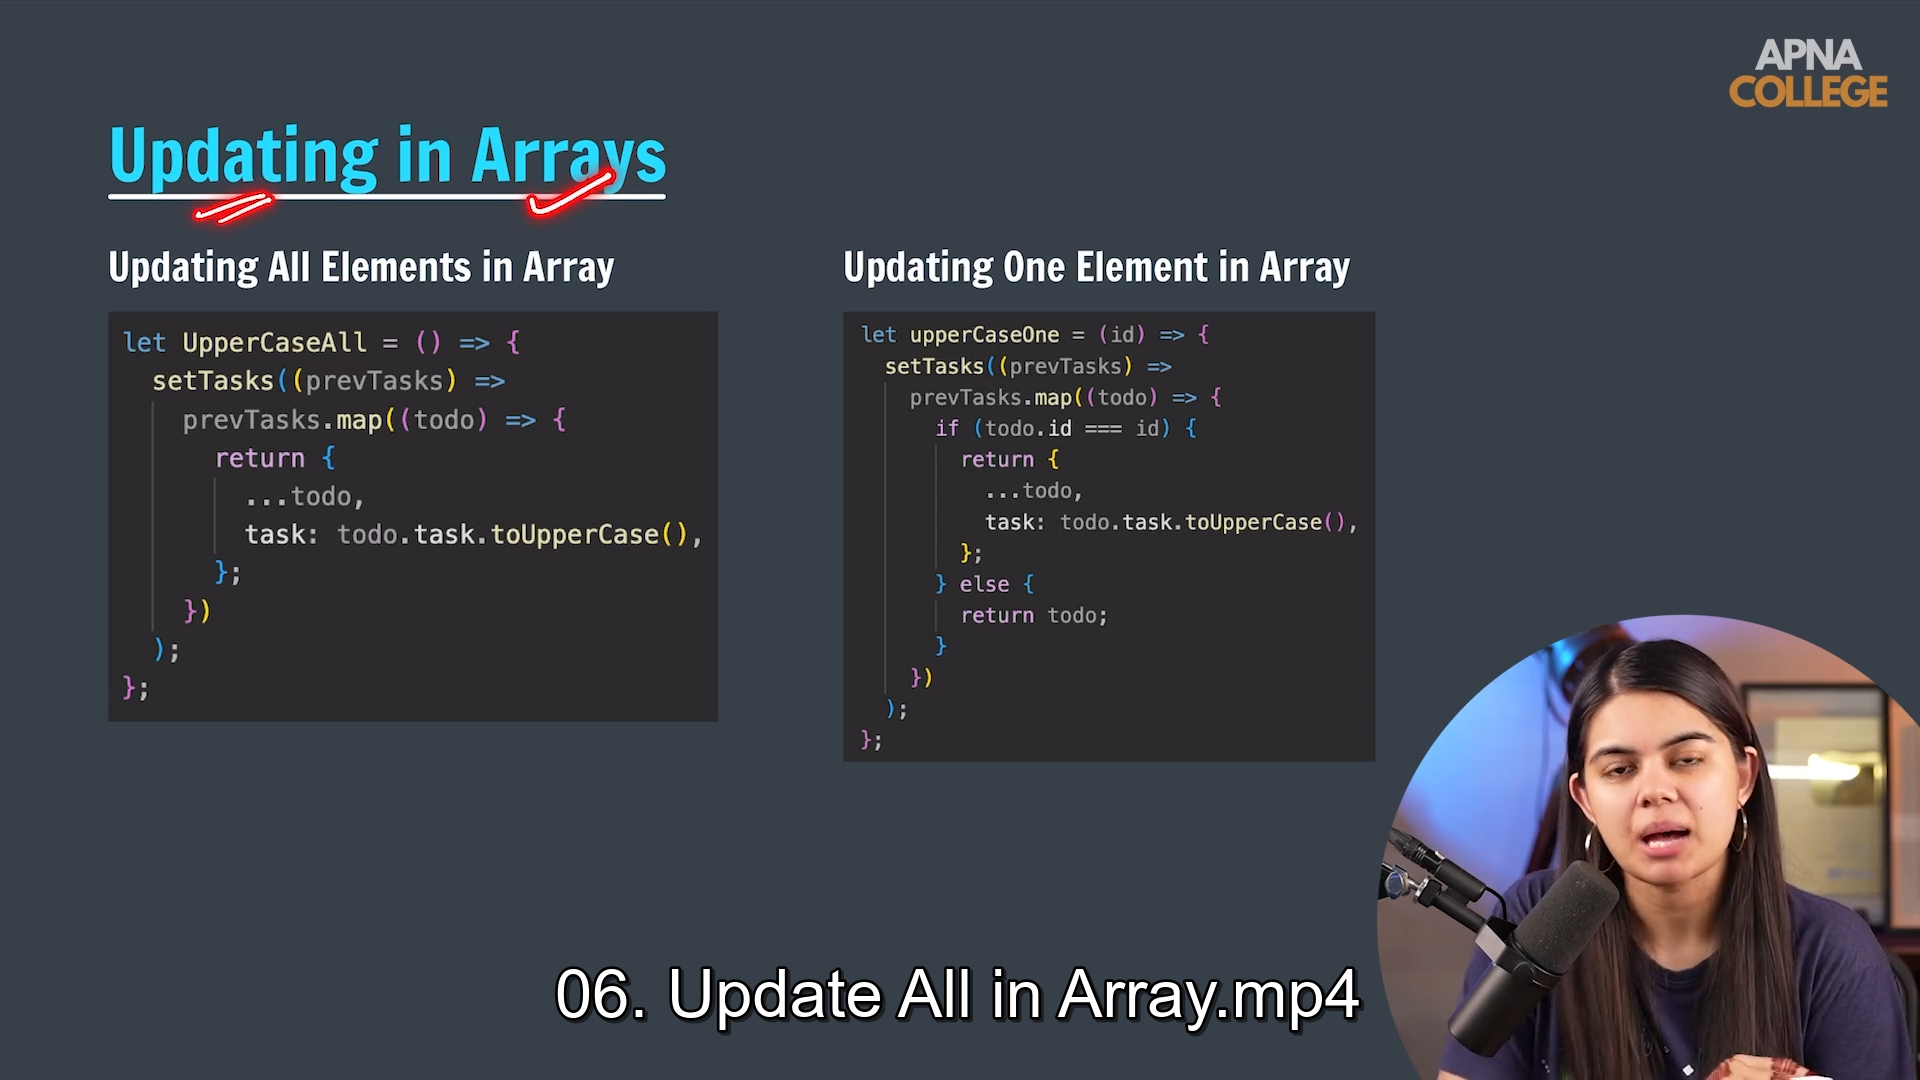 APNA
COLLEGE
Updating in Arrays
Updating All Elements in Array
let UpperCaseAll = () => {
setTasks((prevTasks) =>
prevTasks.map((todo) => {
return {
...todo,
task: todo.task.toUpperCase(),
};
})
);
};
Updating One Element in Array
let upperCaseOne = (id) => {
setTasks((prevTasks) =>
prevTasks.map((todo) => {
if (todo.id === id) {
return {
...todo,
task: todo.task.toUpperCase(),
};
} else {
return todo;
}
})
);
};
06. Update All in Array.mp4